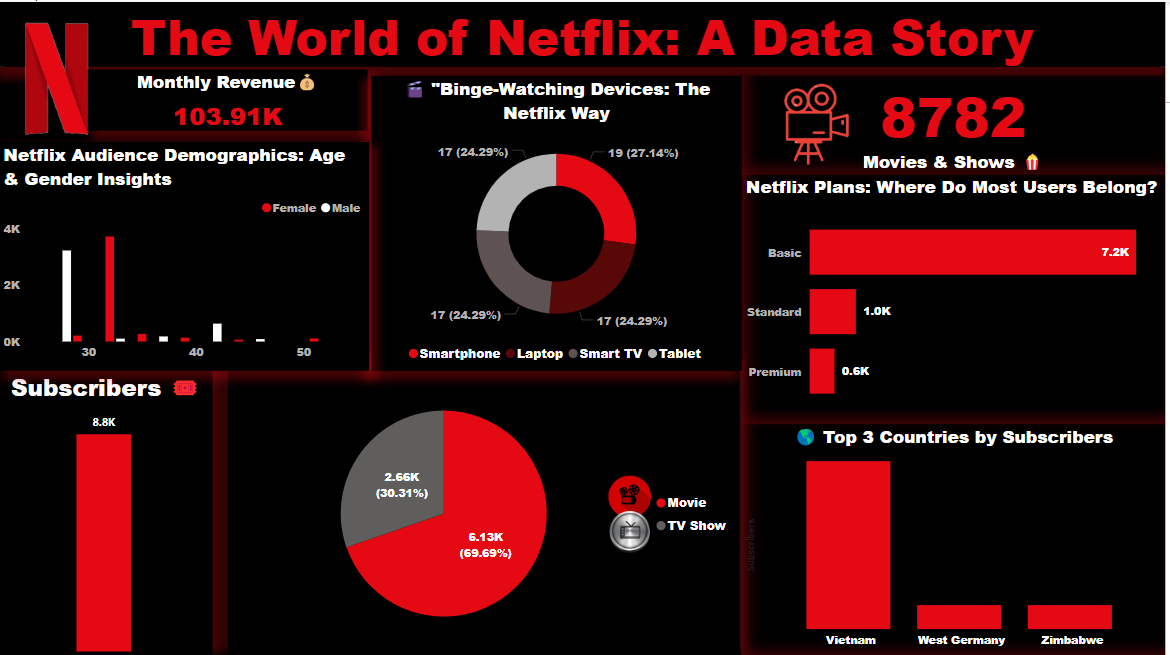 The World of Netflix: A Data Story
Monthly Revenue💰
103.91K
🎬 "Binge-Watching Devices: The
Netflix Way
8782
Movies & Shows 🍿
Netflix Audience Demographics: Age
& Gender Insights
Female Male
4K
2K
0K
30 40 50
17 (24.29%) 19 (27.14%)
17 (24.29%) 17 (24.29%)
Smartphone Laptop Smart TV Tablet
Netflix Plans: Where Do Most Users Belong?
Basic 7.2K
Standard 1.0K
Premium 0.6K
Subscribers 🎟️
8.8K
2.66K
(30.31%)
6.13K
(69.69%)
Movie
TV Show
🌎 Top 3 Countries by Subscribers
Subscribers
Vietnam West Germany Zimbabwe